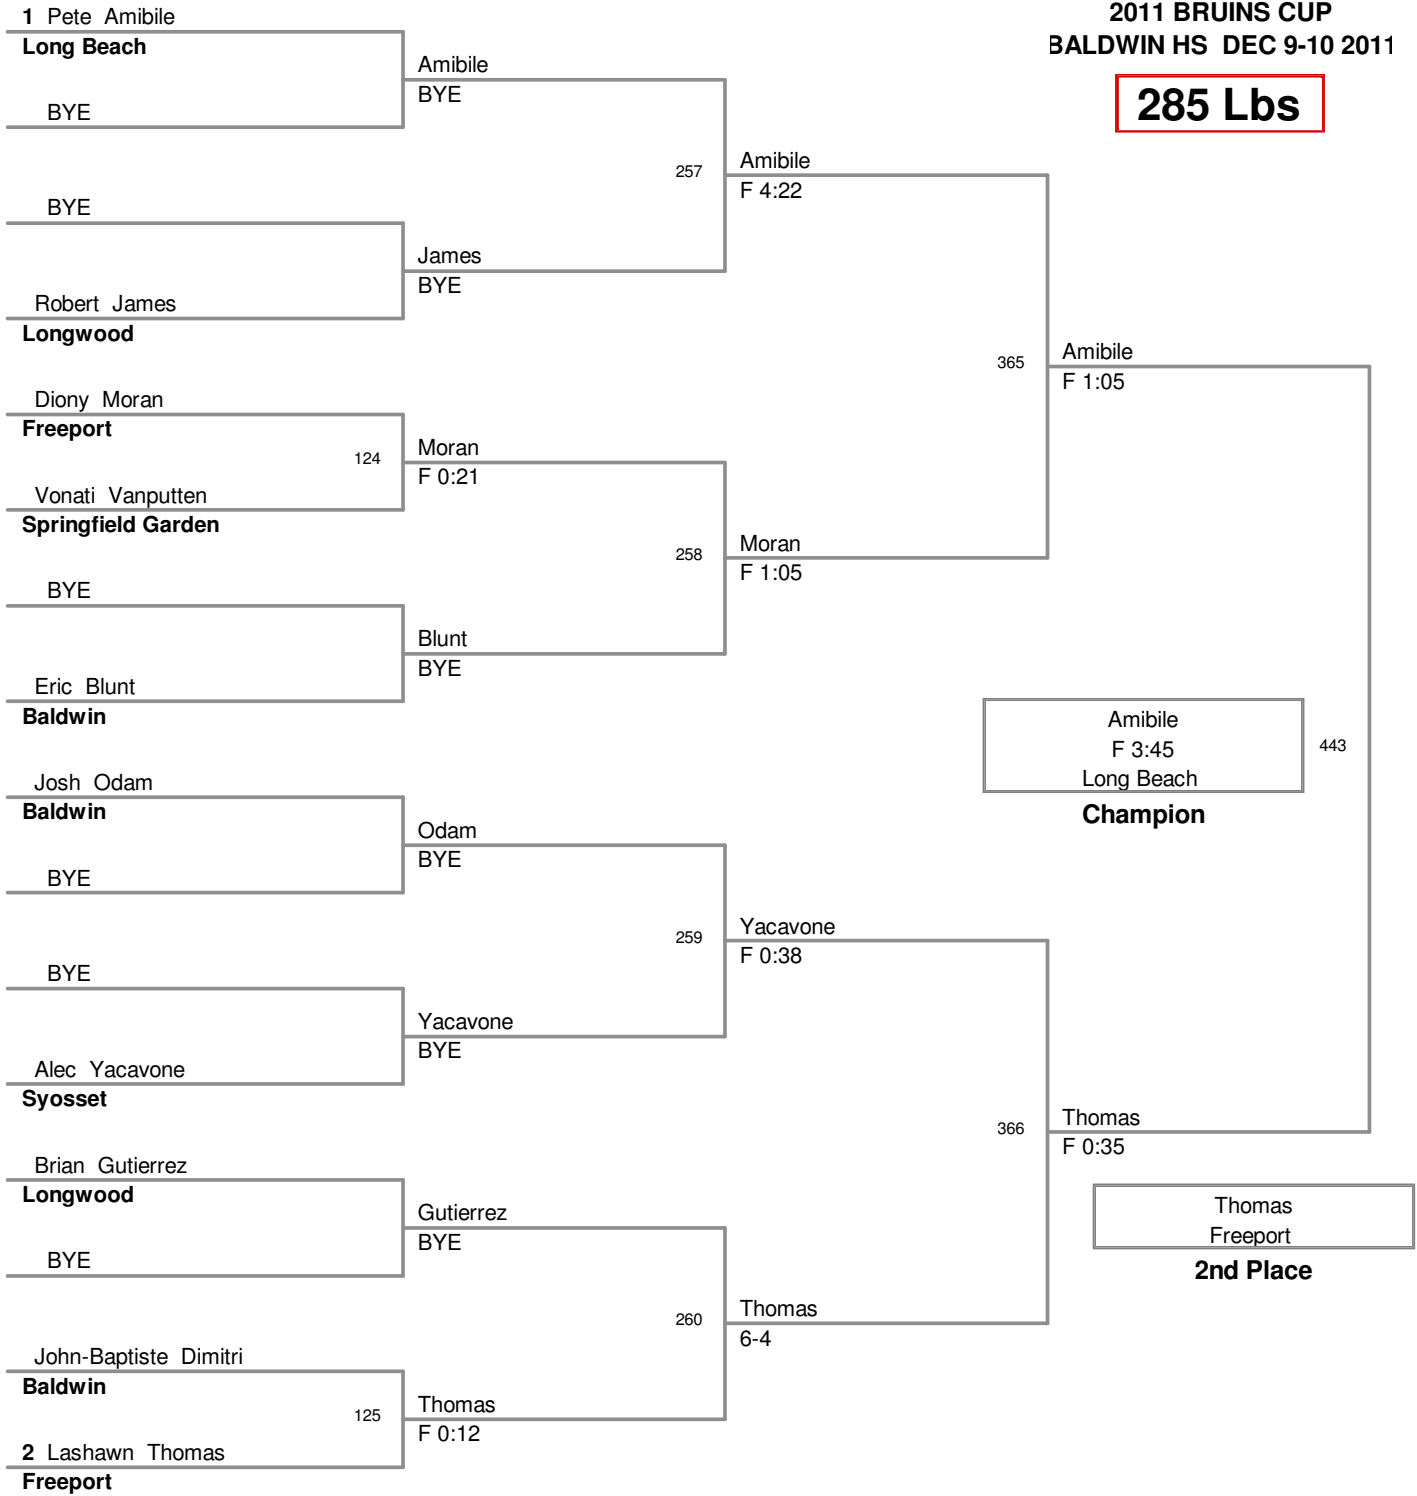 2011 BRUINS CUP
BALDWIN HS DEC 9-10 2011
285 Lbs
1 Pete Amibile
Long Beach
BYE
BYE
Robert James
Longwood
Diony Moran
Freeport
124
Vonati Vanputten
Springfield Garden
BYE
Eric Blunt
Baldwin
Josh Odam
Baldwin
BYE
BYE
Alec Yacavone
Syosset
Brian Gutierrez
Longwood
BYE
John-Baptiste Dimitri
Baldwin
125
2 Lashawn Thomas
Freeport
Amibile
BYE
257
James
BYE
Moran
F 0:21
258
Blunt
BYE
Odam
BYE
259
Yacavone
BYE
Gutierrez
BYE
260
Thomas
F 0:12
Amibile
F 4:22
365
Moran
F 1:05
Yacavone
F 0:38
366
Thomas
6-4
Amibile
F 1:05
Amibile
F 3:45
Long Beach
443
Champion
Thomas
F 0:35
Thomas
Freeport
2nd Place